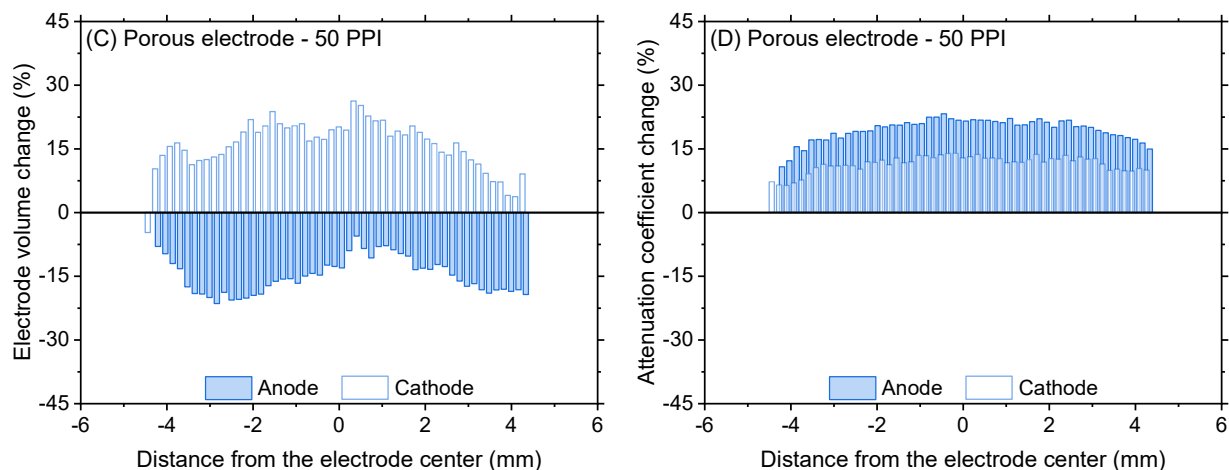 (C) Porous electrode - 50 PPI
Electrode volume change (%)
45
30
15
0
-15
-30
-45
Anode
Cathode
-6
-4
-2
0
2
4
6
Distance from the electrode center (mm)
(D) Porous electrode - 50 PPI
Attenuation coefficient change (%)
45
30
15
0
-15
-30
-45
Anode
Cathode
-6
-4
-2
0
2
4
6
Distance from the electrode center (mm)